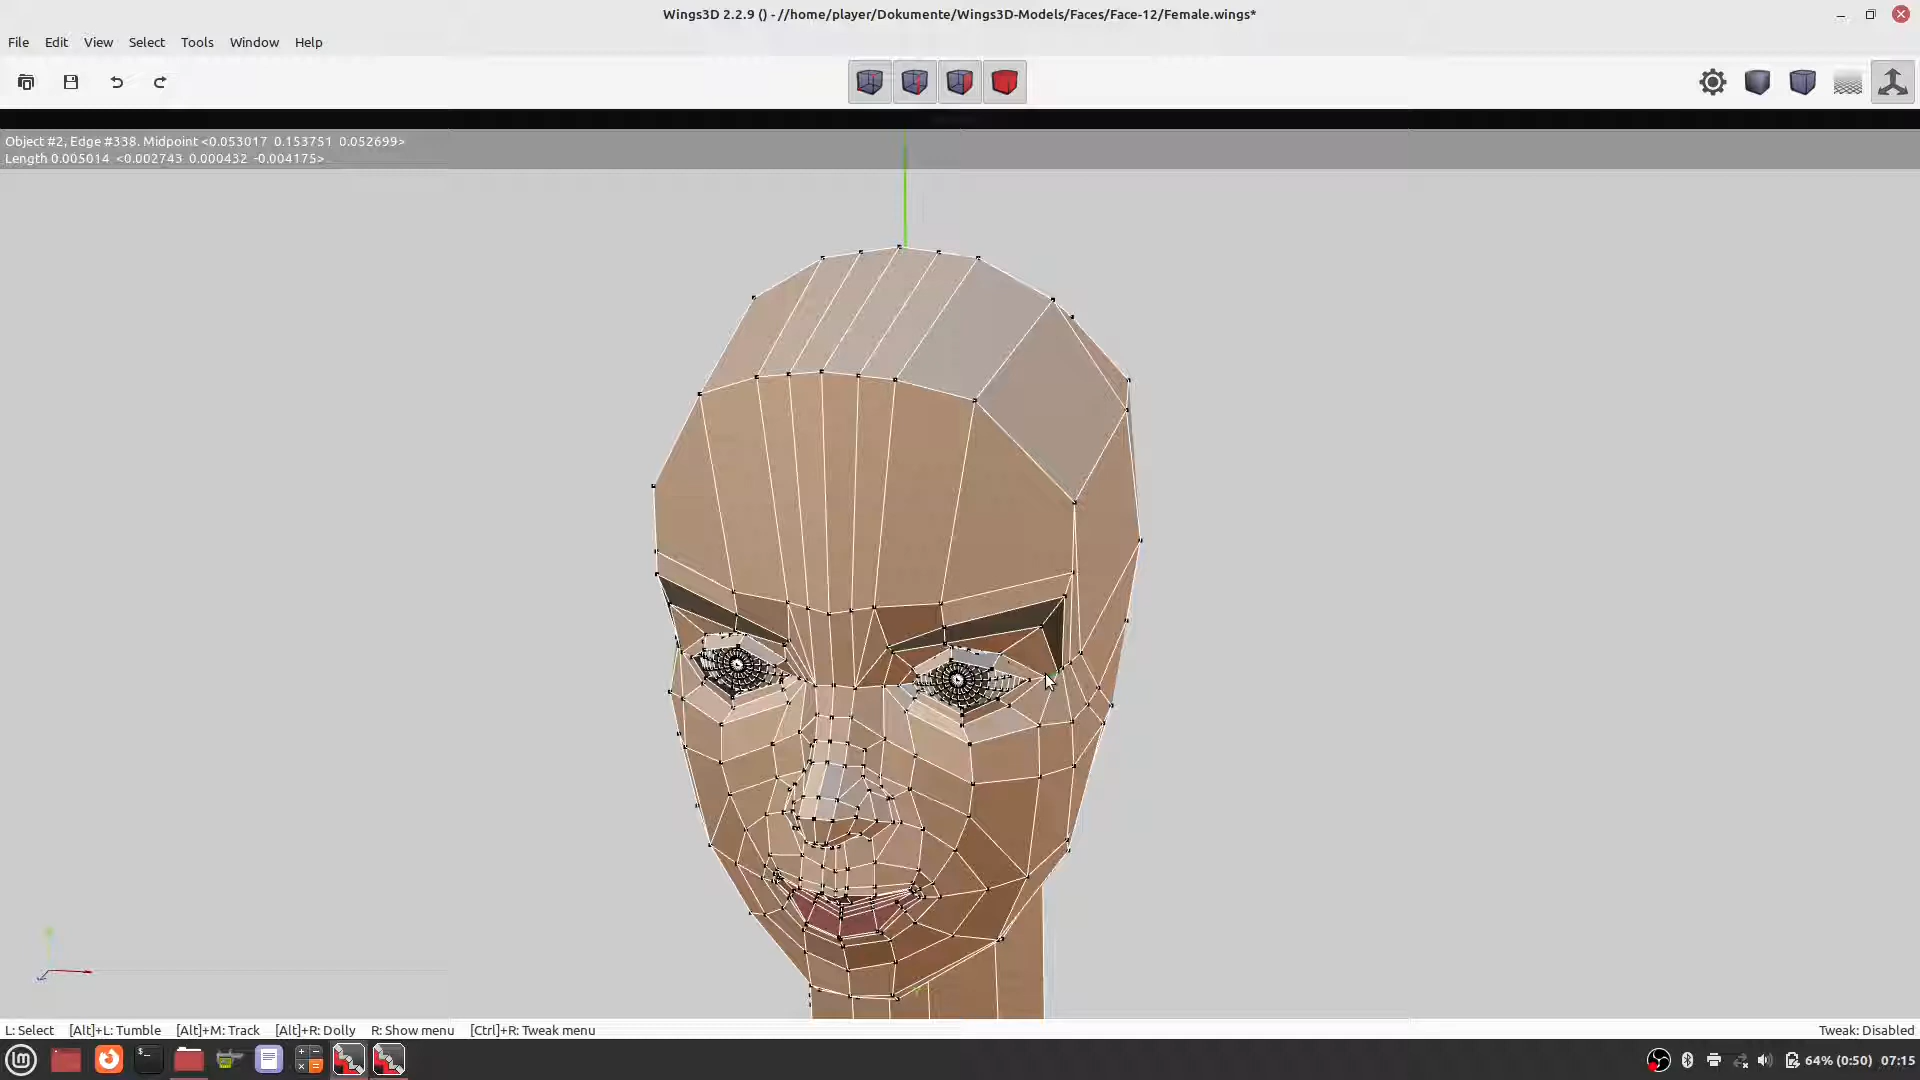 Wings3D 2.2.9 () - //home/player/Dokumente/Wings3D-Models/Faces/Face-12/Female.wings*
File Edit View Select Tools Window Help
Object #2, Edge #338. Midpoint <0.053017 0.153751 0.052699>
Length 0.005014 <0.002743 0.000432 -0.004175>
L: Select [Alt]+L: Tumble [Alt]+M: Track [Alt]+R: Dolly R: Show menu [Ctrl]+R: Tweak menu Tweak: Disabled
64% (0:50) 07:15